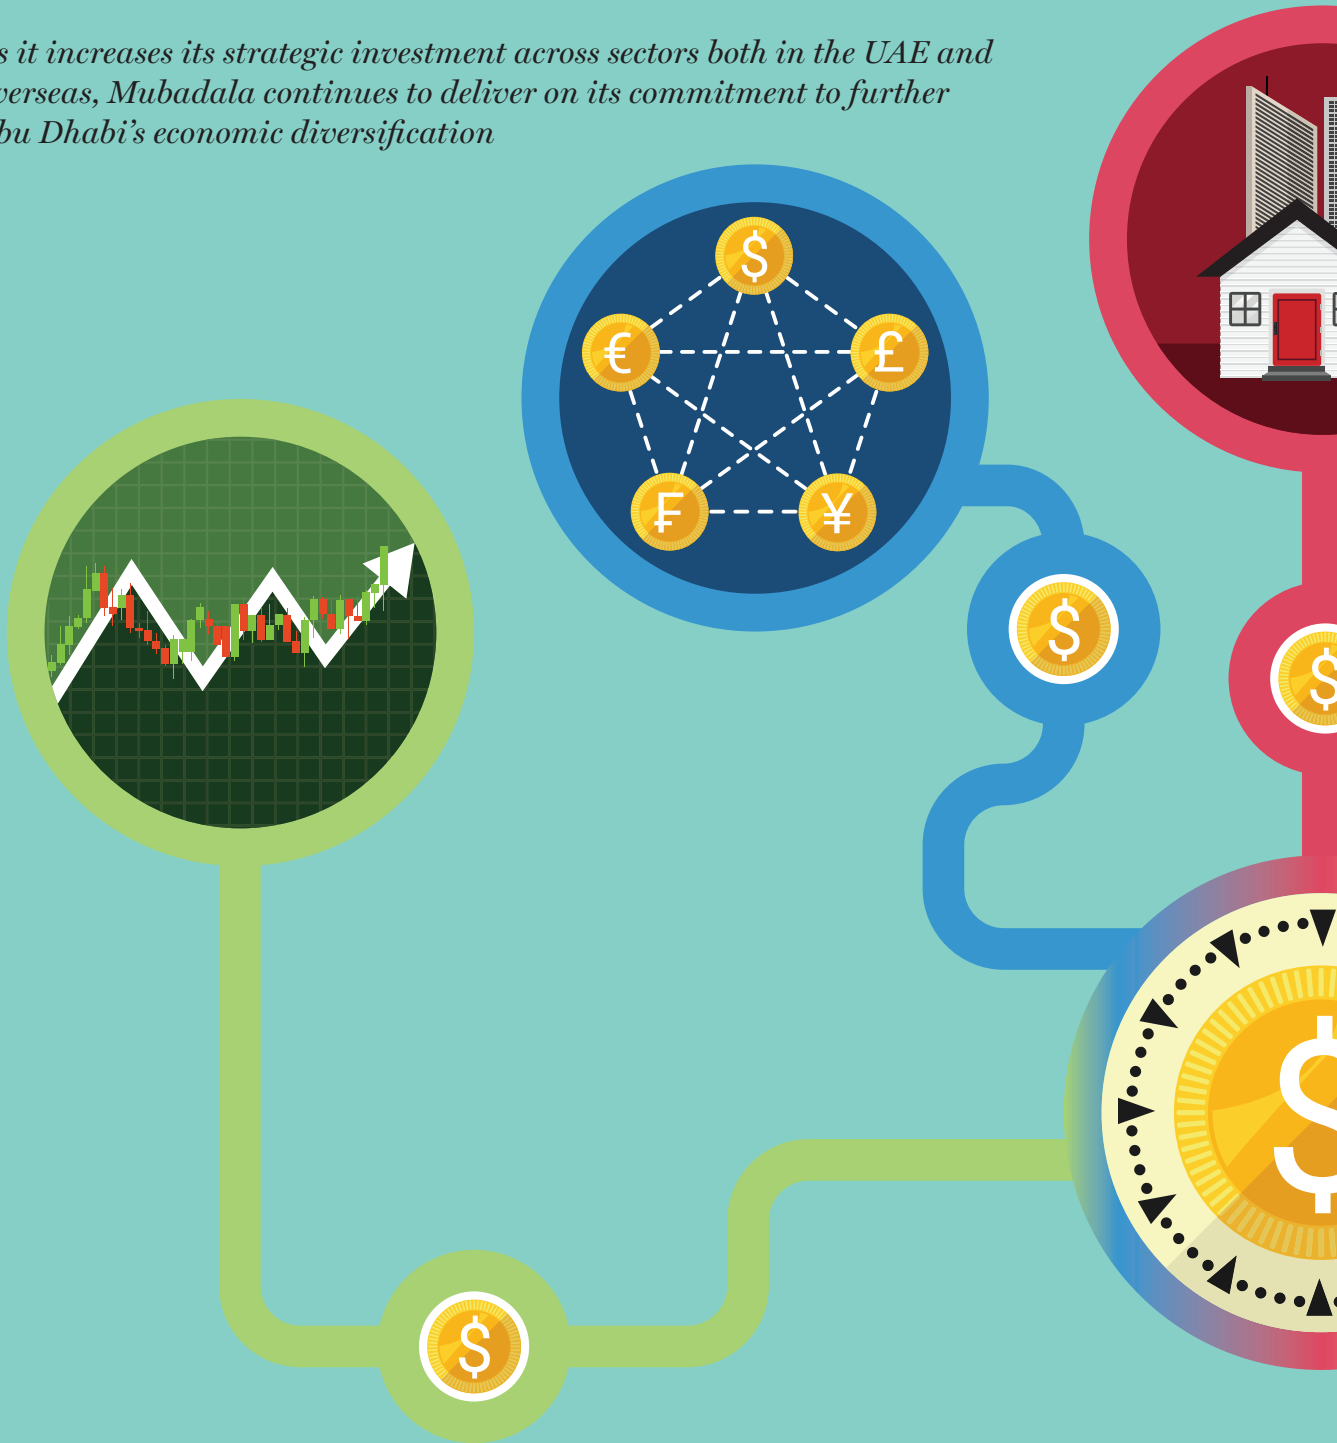 s it increases its strategic investment across sectors both in the UAE and
verseas, Mubadala continues to deliver on its commitment to further
bu Dhabi’s economic diversification
$
€ £
₣ ¥
$
$
$
$